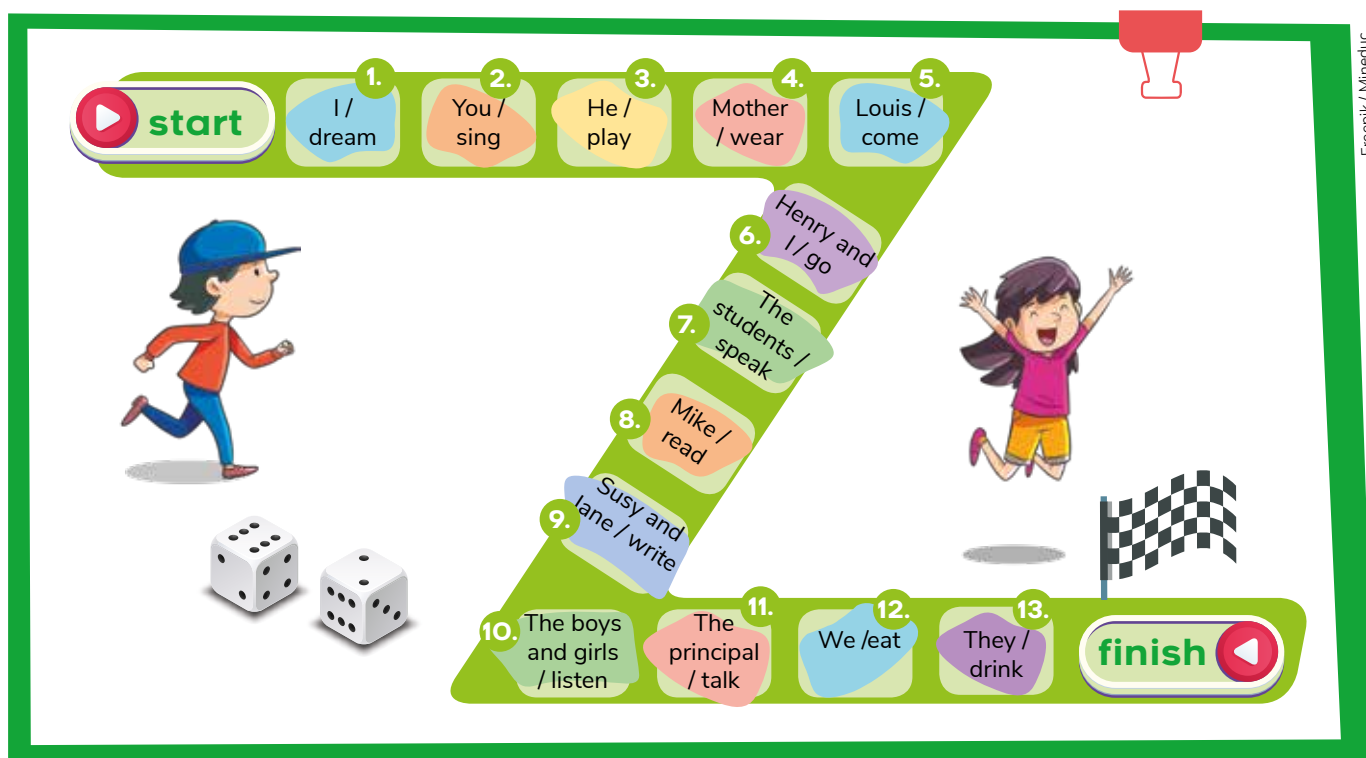 start
1.
I /
dream
2.
You /
sing
3.
He /
play
4.
Mother
/ wear
5.
Louis /
come
6.
Henry and
I / go
7.
The
students /
speak
8.
Mike /
read
9.
Susy and
Jane / write
10.
The boys
and girls
/ listen
11.
The
principal
/ talk
12.
We /eat
13.
They /
drink
finish
Freepik / Mineduc